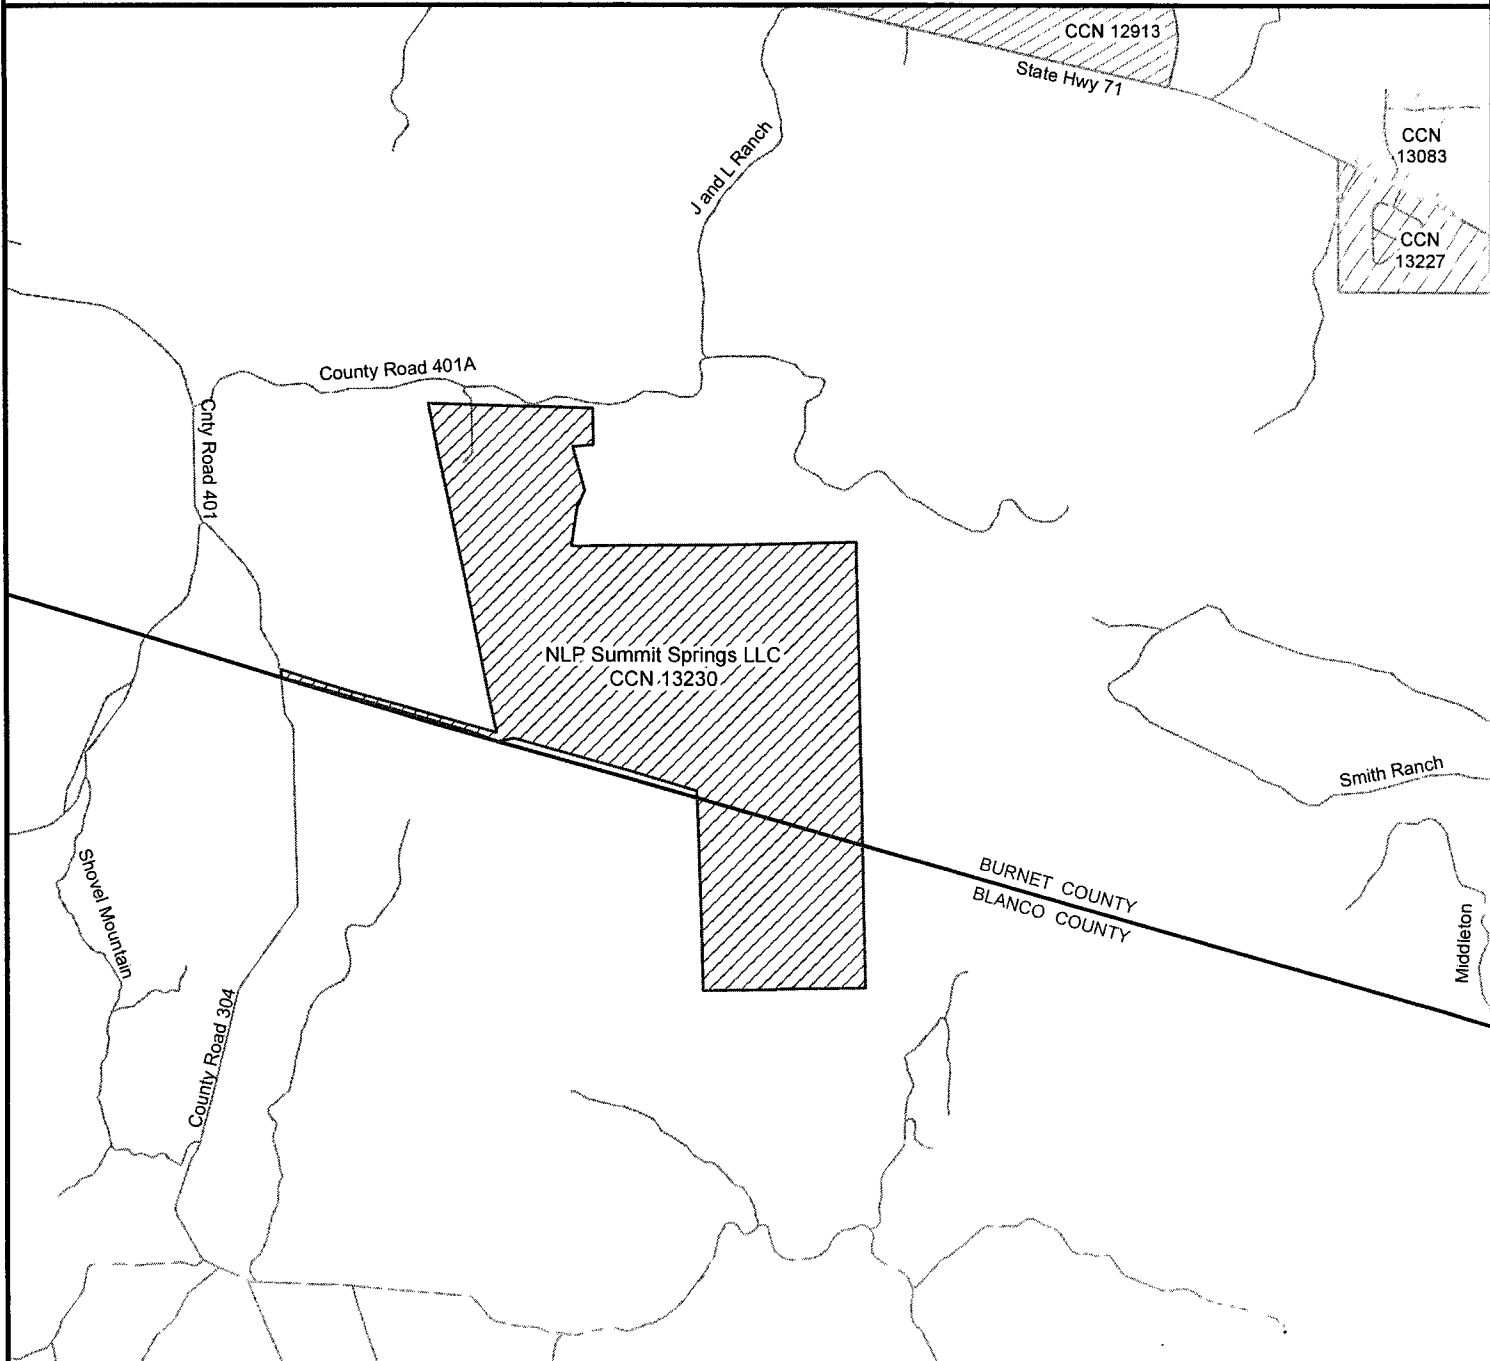 CCN 12913
State Hwy 71
CCN
13083
J and L Ranch
CCN
13227
County Road 401A
Cnty Road 401
NLP Summit Springs LLC
CCN 13230
Smith Ranch
BURNET COUNTY
BLANCO COUNTY
Shovel Mountain
Middleton
County Road 304